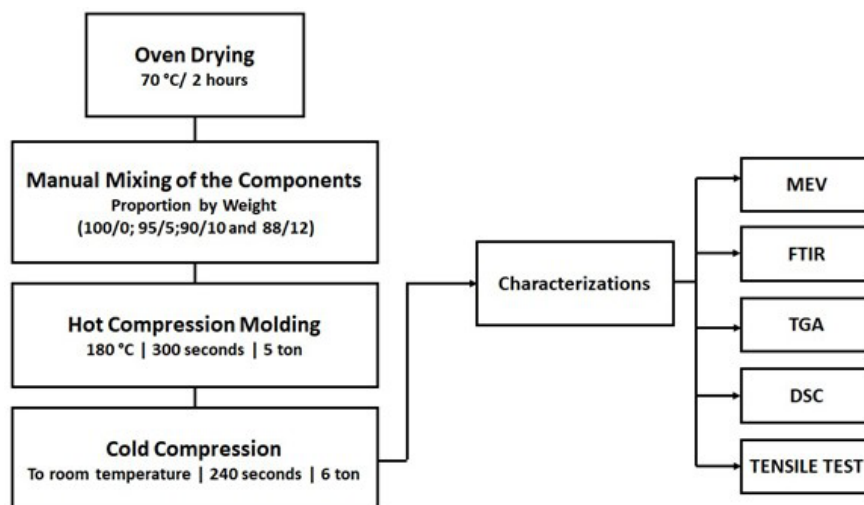 Oven Drying
70 °C/ 2 hours
Manual Mixing of the Components
Proportion by Weight
(100/0; 95/5;90/10 and 88/12)
Hot Compression Molding
180 °C | 300 seconds | 5 ton
Cold Compression
To room temperature | 240 seconds | 6 ton
Characterizations
MEV
FTIR
TGA
DSC
TENSILE TEST